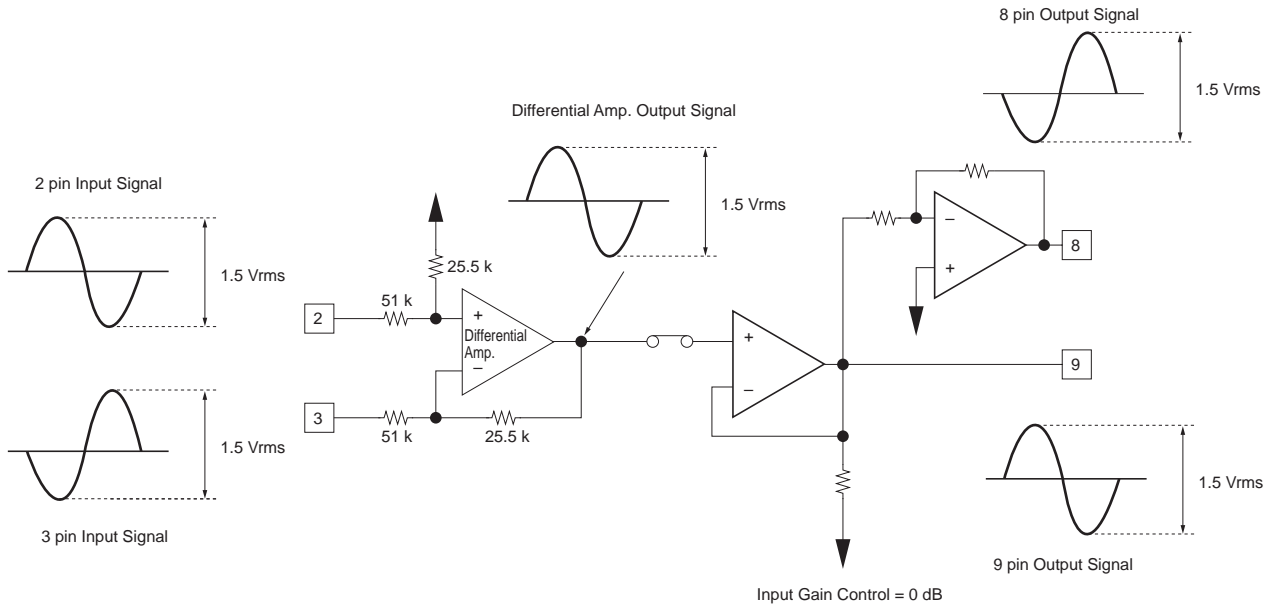 8 pin Output Signal
1.5 Vrms
Differential Amp. Output Signal
1.5 Vrms
2 pin Input Signal
1.5 Vrms
25.5 k
51 k
2
+
Differential
Amp.
−
3
51 k
25.5 k
+
−
−
+
8
9
1.5 Vrms
3 pin Input Signal
1.5 Vrms
9 pin Output Signal
Input Gain Control = 0 dB